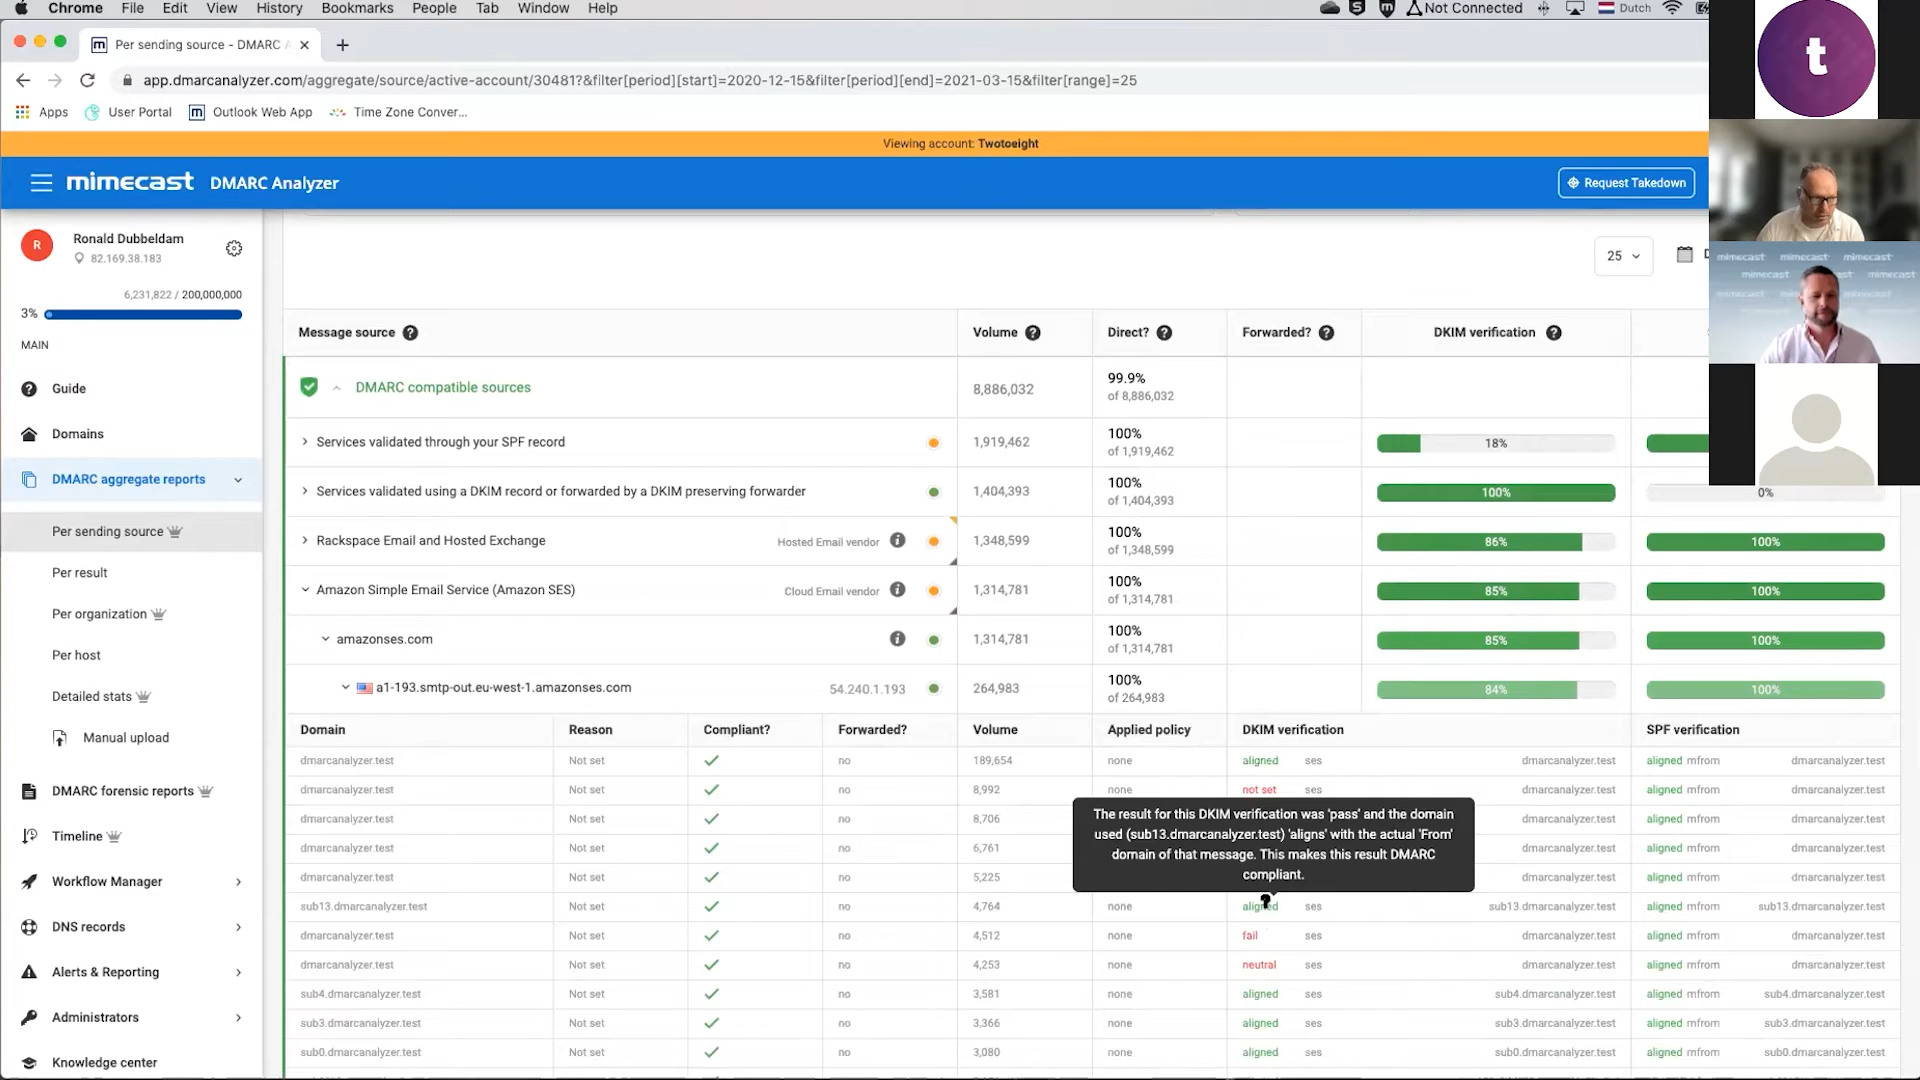 Chrome File Edit View History Bookmarks People Tab Window Help Not Connected Dutch
m Per sending source - DMARC A
app.dmarcanalyzer.com/aggregate/source/active-account/30481?&filter[period][start]=2020-12-15&filter[period][end]=2021-03-15&filter[range]=25
Apps User Portal m Outlook Web App Time Zone Conver...
Viewing account: Twotoeight
mimecast DMARC Analyzer Request Takedown
t
R Ronald Dubbeldam
82.169.38.183
6,231,822 / 200,000,000
3%
MAIN
Guide
Domains
DMARC aggregate reports
Per sending source
Per result
Per organization
Per host
Detailed stats
Manual upload
DMARC forensic reports
Timeline
Workflow Manager
DNS records
Alerts & Reporting
Administrators
Knowledge center
25
Message source Volume Direct? Forwarded? DKIM verification
DMARC compatible sources 8,886,032 99.9%
of 8,886,032
Services validated through your SPF record 1,919,462 100%
of 1,919,462 18%
Services validated using a DKIM record or forwarded by a DKIM preserving forwarder 1,404,393 100%
of 1,404,393 100% 0%
Rackspace Email and Hosted Exchange Hosted Email vendor 1,348,599 100%
of 1,348,599 86% 100%
Amazon Simple Email Service (Amazon SES) Cloud Email vendor 1,314,781 100%
of 1,314,781 85% 100%
amazonses.com 1,314,781 100%
of 1,314,781 85% 100%
a1-193.smtp-out.eu-west-1.amazonses.com 54.240.1.193 264,983 100%
of 264,983 84% 100%
Domain Reason Compliant? Forwarded? Volume Applied policy DKIM verification SPF verification
dmarcanalyzer.test Not set no 189,654 none aligned ses dmarcanalyzer.test aligned mfrom dmarcanalyzer.test
dmarcanalyzer.test Not set no 8,992 none not set ses dmarcanalyzer.test aligned mfrom dmarcanalyzer.test
dmarcanalyzer.test Not set no 8,706 dmarcanalyzer.test aligned mfrom dmarcanalyzer.test
dmarcanalyzer.test Not set no 6,761 dmarcanalyzer.test aligned mfrom dmarcanalyzer.test
dmarcanalyzer.test Not set no 5,225 dmarcanalyzer.test aligned mfrom dmarcanalyzer.test
The result for this DKIM verification was 'pass' and the domain
used (sub13.dmarcanalyzer.test) 'aligns' with the actual 'From'
domain of that message. This makes this result DMARC
compliant.
sub13.dmarcanalyzer.test Not set no 4,764 none aligned ses sub13.dmarcanalyzer.test aligned mfrom sub13.dmarcanalyzer.test
dmarcanalyzer.test Not set no 4,512 none fail ses dmarcanalyzer.test aligned mfrom dmarcanalyzer.test
dmarcanalyzer.test Not set no 4,253 none neutral ses dmarcanalyzer.test aligned mfrom dmarcanalyzer.test
sub4.dmarcanalyzer.test Not set no 3,581 none aligned ses sub4.dmarcanalyzer.test aligned mfrom sub4.dmarcanalyzer.test
sub3.dmarcanalyzer.test Not set no 3,366 none aligned ses sub3.dmarcanalyzer.test aligned mfrom sub3.dmarcanalyzer.test
sub0.dmarcanalyzer.test Not set no 3,080 none aligned ses sub0.dmarcanalyzer.test aligned mfrom sub0.dmarcanalyzer.test
mimecast mimecast mimecast
mimecast mimecast